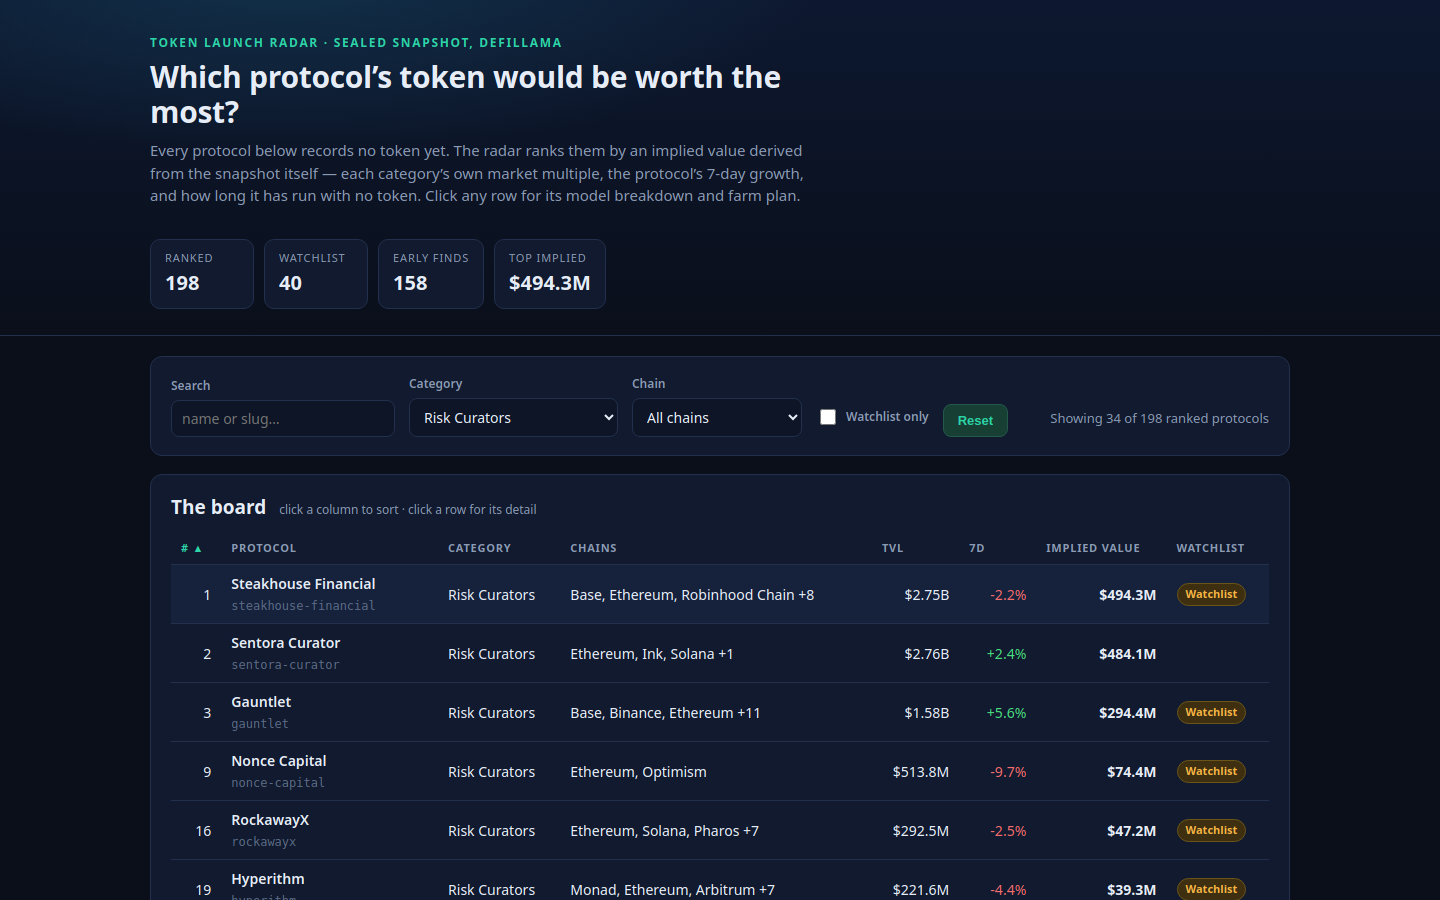 TOKEN LAUNCH RADAR · SEALED SNAPSHOT, DEFILLAMA
Which protocol’s token would be worth the
most?
Every protocol below records no token yet. The radar ranks them by an implied value derived
from the snapshot itself — each category’s own market multiple, the protocol’s 7-day growth,
and how long it has run with no token. Click any row for its model breakdown and farm plan.
RANKED WATCHLIST EARLY FINDS TOP IMPLIED
198 40 158 $494.3M
Search Category Chain
name or slug… Risk Curators All chains Watchlist only Reset Showing 34 of 198 ranked protocols
The board click a column to sort · click a row for its detail
# ▲ PROTOCOL CATEGORY CHAINS TVL 7D IMPLIED VALUE WATCHLIST
1 Steakhouse Financial Risk Curators Base, Ethereum, Robinhood Chain +8 $2.75B -2.2% $494.3M Watchlist
steakhouse-financial
2 Sentora Curator Risk Curators Ethereum, Ink, Solana +1 $2.76B +2.4% $484.1M
sentora-curator
3 Gauntlet Risk Curators Base, Binance, Ethereum +11 $1.58B +5.6% $294.4M Watchlist
gauntlet
9 Nonce Capital Risk Curators Ethereum, Optimism $513.8M -9.7% $74.4M Watchlist
nonce-capital
16 RockawayX Risk Curators Ethereum, Solana, Pharos +7 $292.5M -2.5% $47.2M Watchlist
rockawayx
19 Hyperithm Risk Curators Monad, Ethereum, Arbitrum +7 $221.6M -4.4% $39.3M Watchlist